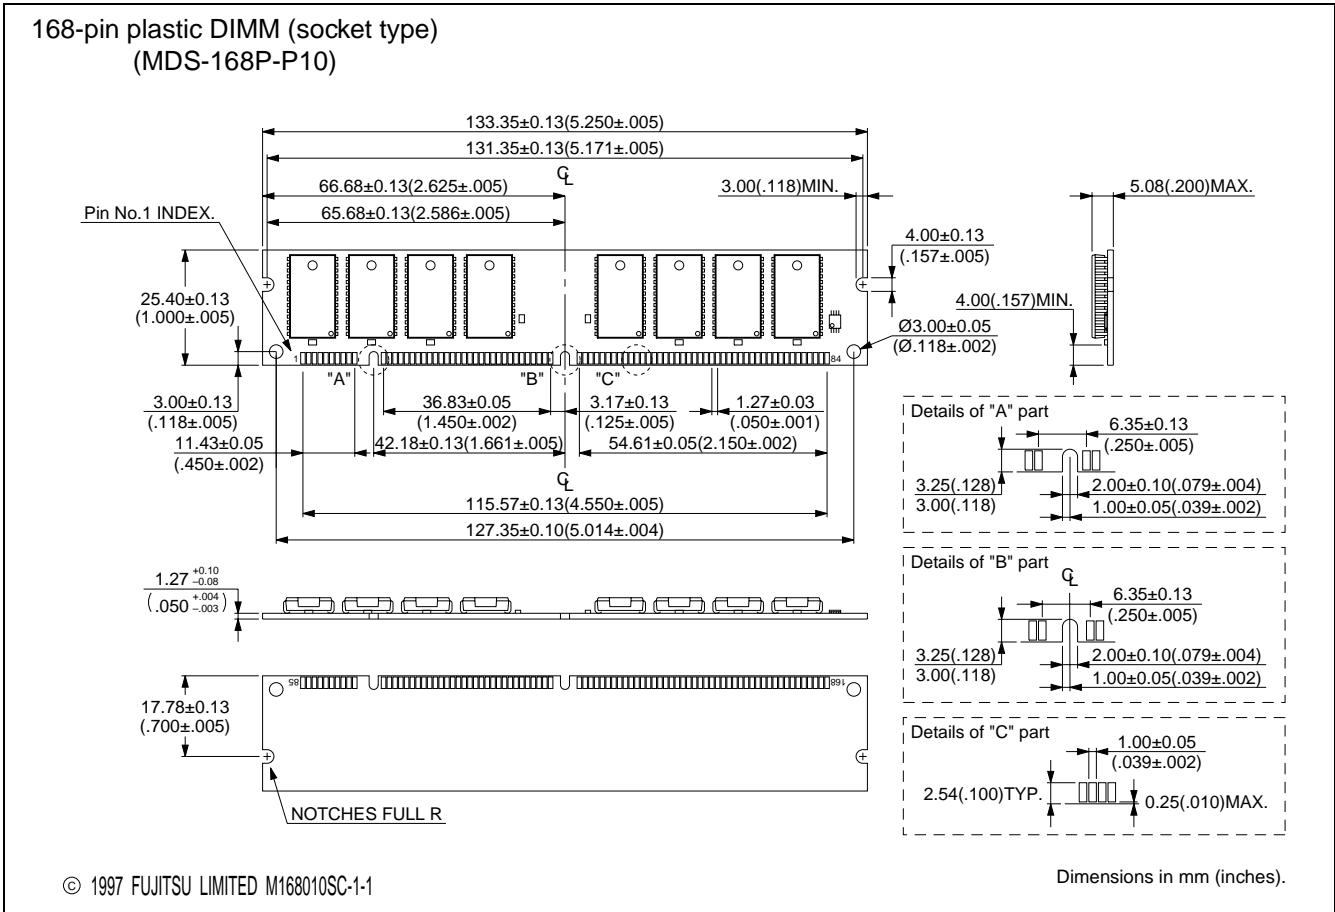 168-pin plastic DIMM (socket type)
(MDS-168P-P10)
133.35±0.13(5.250±.005)
131.35±0.13(5.171±.005)
℄
66.68±0.13(2.625±.005)
3.00(.118)MIN.
5.08(.200)MAX.
Pin No.1 INDEX.
65.68±0.13(2.586±.005)
4.00±0.13
(.157±.005)
25.40±0.13
(1.000±.005)
4.00(.157)MIN.
Ø3.00±0.05
(Ø.118±.002)
1
84
"A"
"B"
"C"
3.00±0.13
(.118±.005)
36.83±0.05
(1.450±.002)
3.17±0.13
(.125±.005)
1.27±0.03
(.050±.001)
11.43±0.05
(.450±.002)
42.18±0.13(1.661±.005)
54.61±0.05(2.150±.002)
℄
115.57±0.13(4.550±.005)
127.35±0.10(5.014±.004)
Details of "A" part
6.35±0.13
(.250±.005)
3.25(.128)
3.00(.118)
2.00±0.10(.079±.004)
1.00±0.05(.039±.002)
1.27 +0.10 −0.08
(.050 +.004 −.003)
Details of "B" part
℄
6.35±0.13
(.250±.005)
3.25(.128)
3.00(.118)
2.00±0.10(.079±.004)
1.00±0.05(.039±.002)
85
168
17.78±0.13
(.700±.005)
NOTCHES FULL R
Details of "C" part
1.00±0.05
(.039±.002)
2.54(.100)TYP.
0.25(.010)MAX.
© 1997 FUJITSU LIMITED M168010SC-1-1
Dimensions in mm (inches).